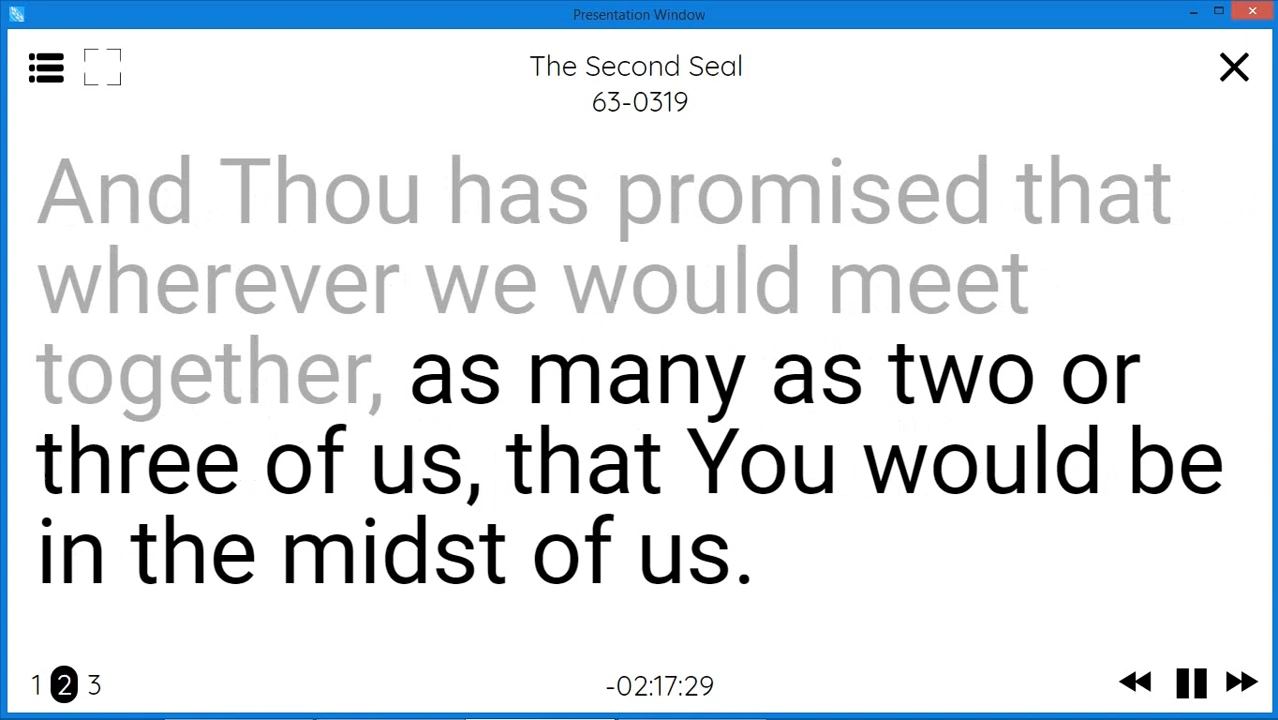 Presentation Window
The Second Seal
63-0319
And Thou has promised that
wherever we would meet
together, as many as two or
three of us, that You would be
in the midst of us.
1 2 3
-02:17:29